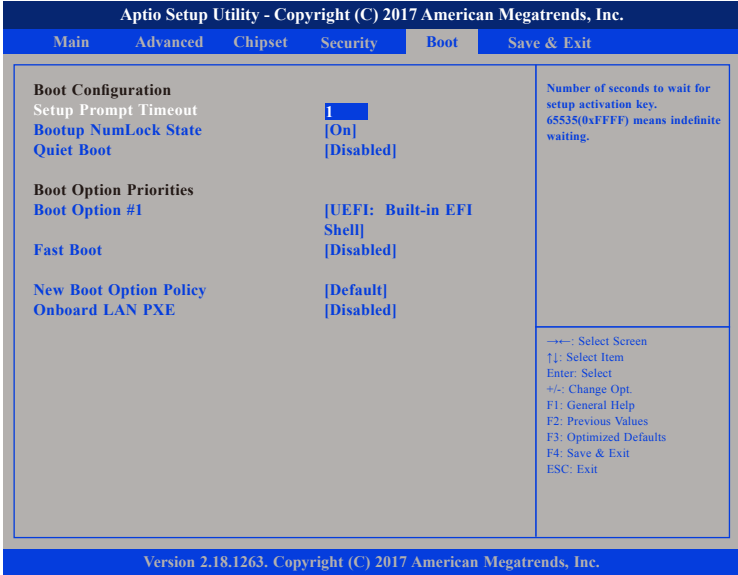 Aptio Setup Utility - Copyright (C) 2017 American Megatrends, Inc.
Main Advanced Chipset Security Boot Save & Exit
Boot Configuration
Setup Prompt Timeout 1
Bootup NumLock State [On]
Quiet Boot [Disabled]
Boot Option Priorities
Boot Option #1 [UEFI: Built-in EFI
Shell]
Fast Boot [Disabled]
New Boot Option Policy [Default]
Onboard LAN PXE [Disabled]
Number of seconds to wait for
setup activation key.
65535(0xFFFF) means indefinite
waiting.
→←: Select Screen
↑↓: Select Item
Enter: Select
+/-: Change Opt.
F1: General Help
F2: Previous Values
F3: Optimized Defaults
F4: Save & Exit
ESC: Exit
Version 2.18.1263. Copyright (C) 2017 American Megatrends, Inc.